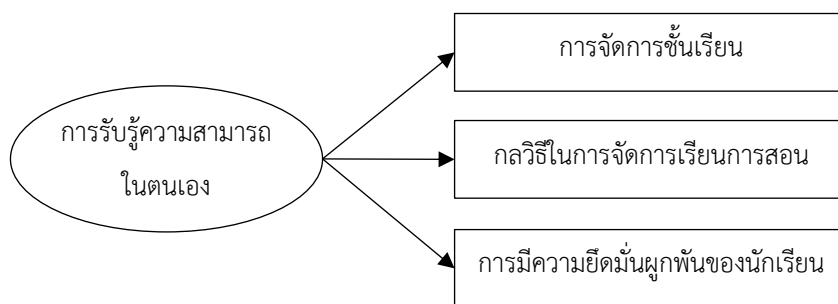 การรับรู้ความสามารถ
ในตนเอง
การจัดการชั้นเรียน
กลวิธีในการจัดการเรียนการสอน
การมีความยึดมั่นผูกพันของนักเรียน